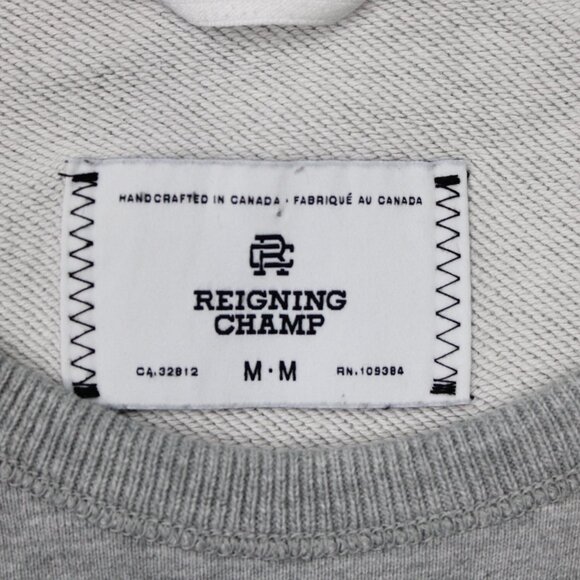 HANDCRAFTED IN CANADA · FABRIQUÉ AU CANADA
RC
REIGNING
CHAMP
CA.32812 M·M RN.109384